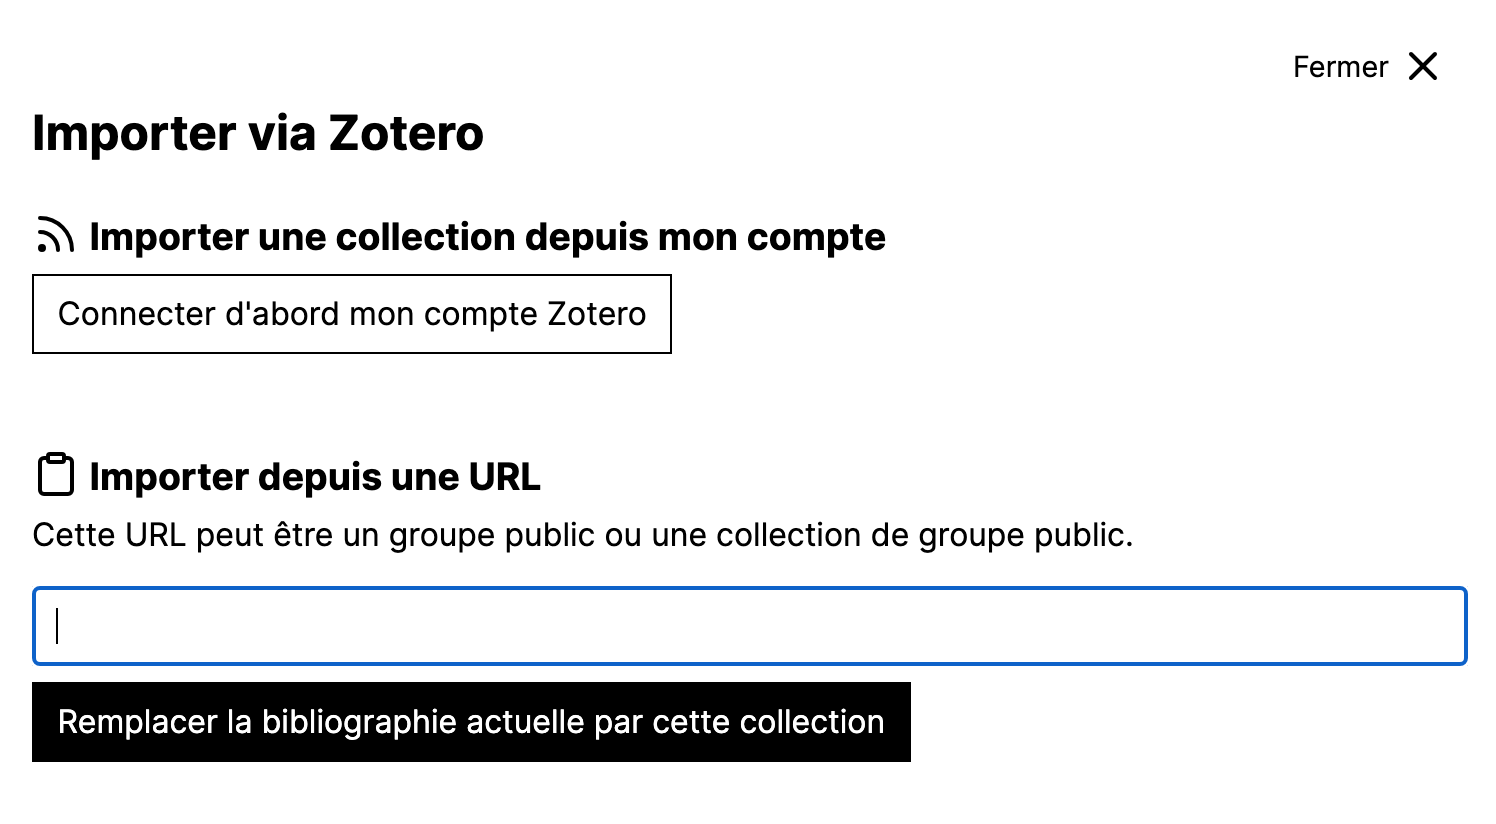 Fermer
Importer via Zotero
Importer une collection depuis mon compte
Connecter d'abord mon compte Zotero
Importer depuis une URL
Cette URL peut être un groupe public ou une collection de groupe public.
Remplacer la bibliographie actuelle par cette collection